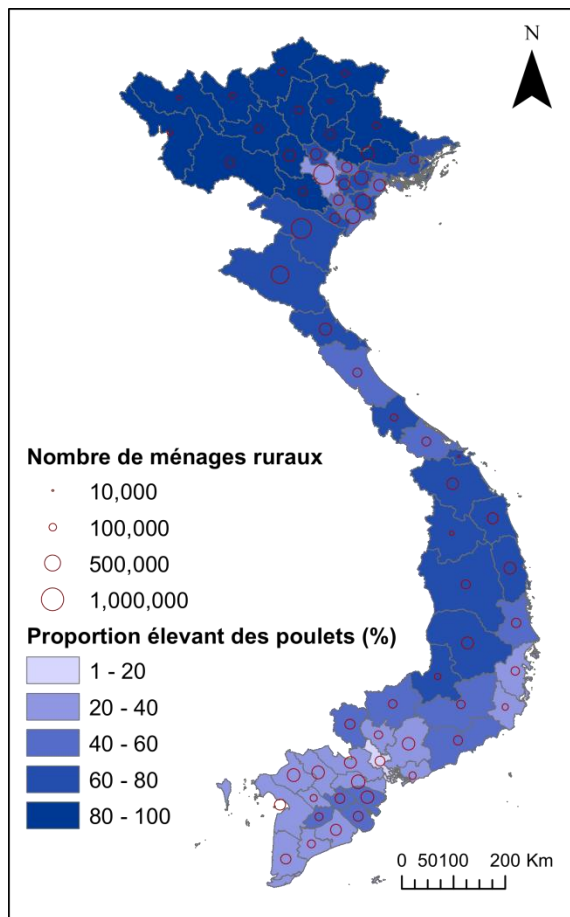 N
Nombre de ménages ruraux
10,000
100,000
500,000
1,000,000
Proportion élevant des poulets (%)
1 - 20
20 - 40
40 - 60
60 - 80
80 - 100
0 50100 200 Km